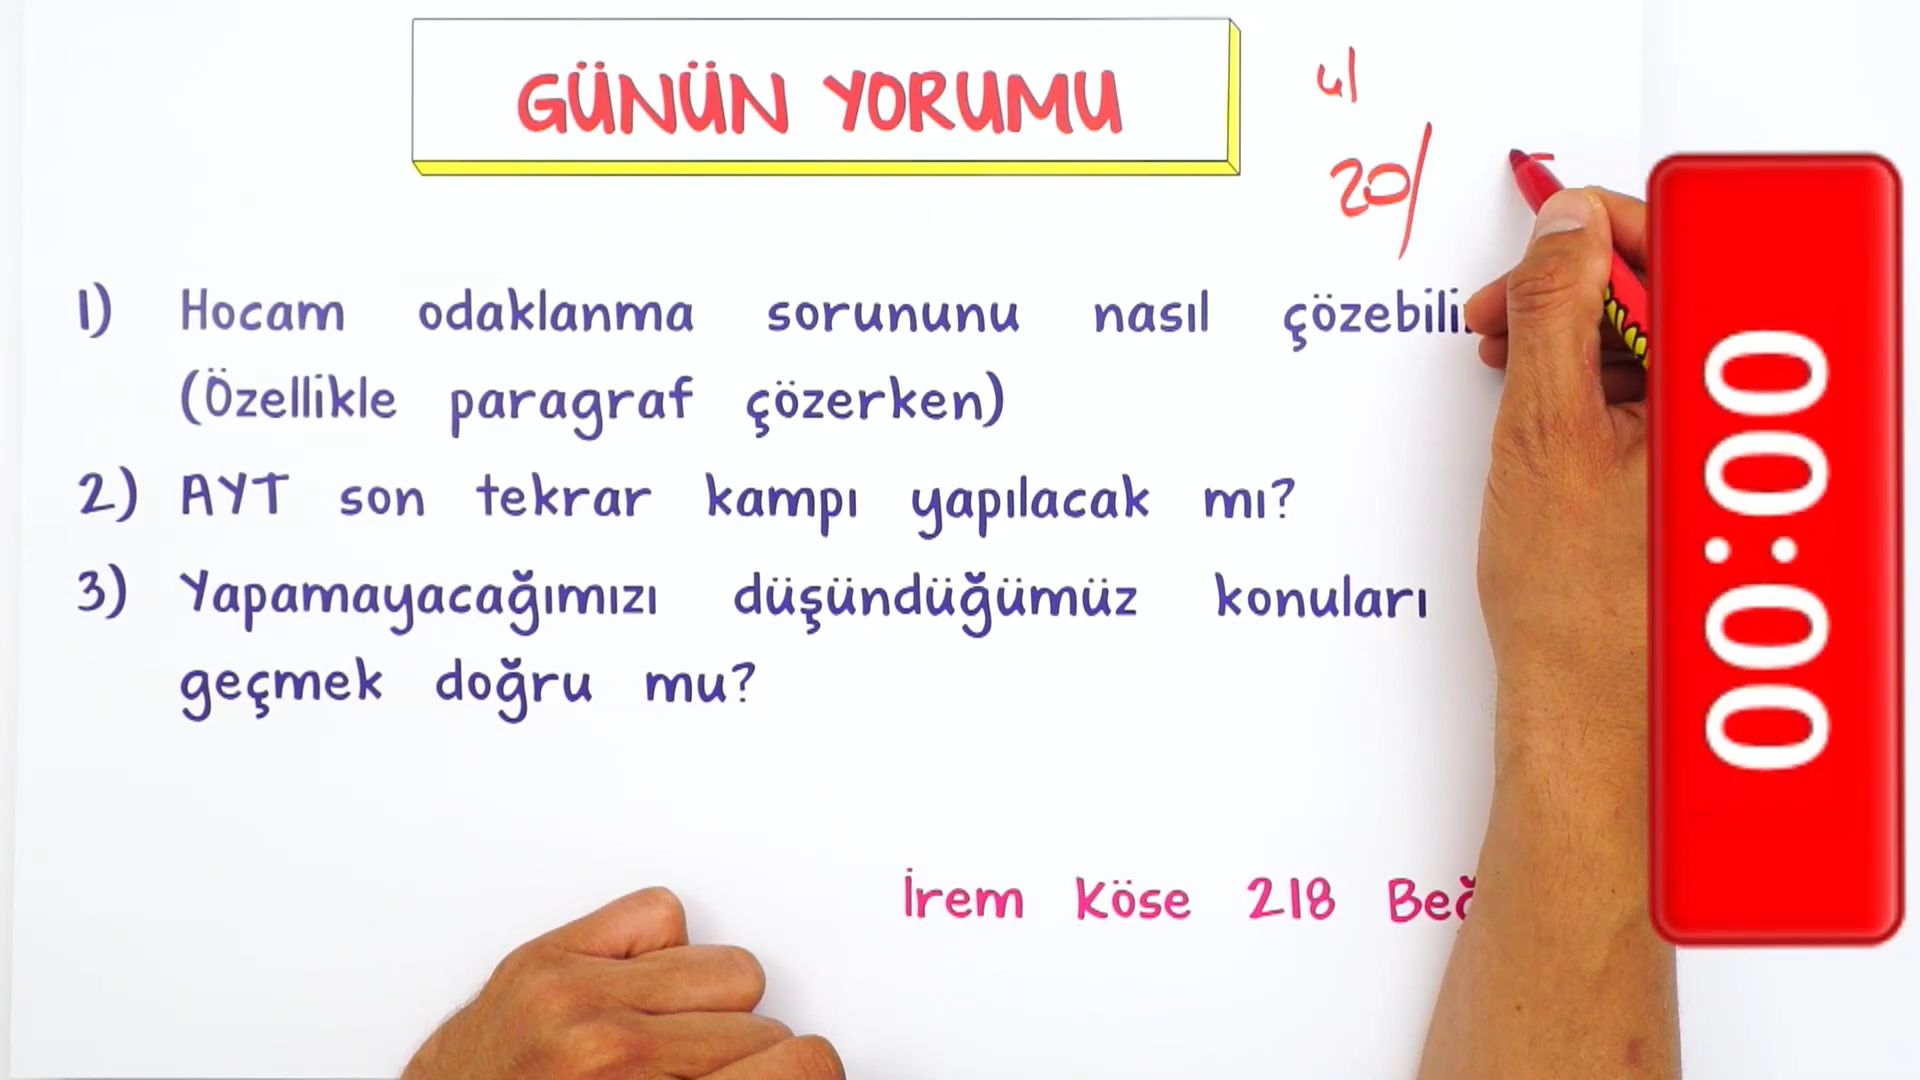 GÜNÜN YORUMU
20/
1) Hocam odaklanma sorununu nasıl
(Özellikle paragraf çözerken)
2) AYT son tekrar kampı yapılacak mı?
3) Yapamayacağımızı düşündüğümüz konuları
geçmek doğru mu?
İrem Köse 218
00:00